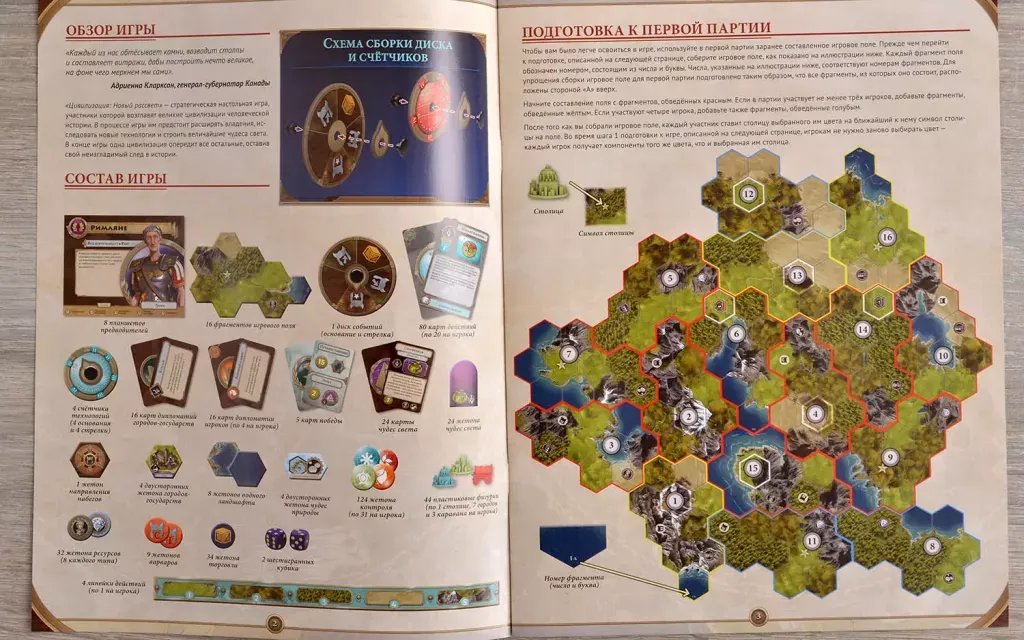 ОБЗОР ИГРЫ
«Каждый из нас обтёсывает камни, возводит столпы
и составляет витражи, дабы построить нечто великое,
на фоне чего меркнем мы сами».
Адриенна Кларксон, генерал-губернатор Канады
«Цивилизация: Новый рассвет» — стратегическая настольная игра,
участники которой возглавят великие цивилизации человеческой
истории. В процессе игры им предстоит расширять владения, ис-
следовать новые технологии и строить величайшие чудеса света.
В конце игры одна цивилизация опередит все остальные, оставив
свой неизгладимый след в истории.
СХЕМА СБОРКИ ДИСКА
И СЧЁТЧИКОВ
СОСТАВ ИГРЫ
РИМЛЯНЕ
8 планшетов
предводителей
16 фрагментов игрового поля
1 диск событий
(основание и стрелка)
80 карт действий
(по 20 на игрока)
4 счётчика
технологий
(4 основания
и 4 стрелки)
16 карт дипломатии
городов-государств
16 карт дипломатии
игроков (по 4 на игрока)
5 карт победы
24 карты
чудес света
24 жетона
чудес света
1 жетон
направления
набегов
4 двусторонних
жетона городов-
государств
8 жетонов водного
ландшафта
4 двусторонних
жетона чудес
природы
124 жетона
контроля
(по 31 на игрока)
44 пластиковые фигурки
(по 1 столице, 7 городов
и 3 каравана на игрока)
32 жетона ресурсов
(8 каждого типа)
9 жетонов
варваров
34 жетона
торговли
2 шестигранных
кубика
4 линейки действий
(по 1 на игрока)
1
2
3
4
5
2
ПОДГОТОВКА К ПЕРВОЙ ПАРТИИ
Чтобы вам было легче освоиться в игре, используйте в первой партии заранее составленное игровое поле. Прежде чем перейти
к подготовке, описанной на следующей странице, соберите игровое поле, как показано на иллюстрации ниже. Каждый фрагмент поля
обозначен номером, состоящим из числа и буквы. Числа, указанные на иллюстрации ниже, соответствуют номерам фрагментов. Для
упрощения сборки игровое поле для первой партии подготовлено таким образом, что все фрагменты, из которых оно состоит, распо-
ложены стороной «А» вверх.
Начните составление поля с фрагментов, обведённых красным. Если в партии участвует не менее трёх игроков, добавьте фрагменты,
обведённые жёлтым. Если участвуют четыре игрока, добавьте также фрагменты, обведённые голубым.
После того как вы собрали игровое поле, каждый участник ставит столицу выбранного им цвета на ближайший к нему символ столи-
цы на поле. Во время шага 1 подготовки к игре, описанной на следующей странице, игрокам не нужно заново выбирать цвет —
каждый игрок получает компоненты того же цвета, что и выбранная им столица.
Столица
Символ столицы
12
16
5
13
7
6
14
10
2
4
3
15
9
1
11
8
1А
Номер фрагмента
(число и буква)
3